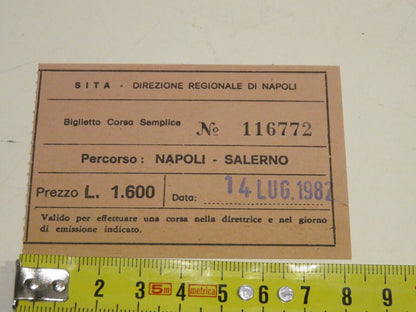 SITA - DIREZIONE REGIONALE DI NAPOLI
Biglietto Corsa Semplice No 116772
Percorso: NAPOLI - SALERNO
Prezzo L. 1.600 Data: 14 LUG. 1982
Valido per effettuare una corsa nella direttrice e nel giorno
di emissione indicato.
2 3 5m 4 metrica 5 6 7 8 9